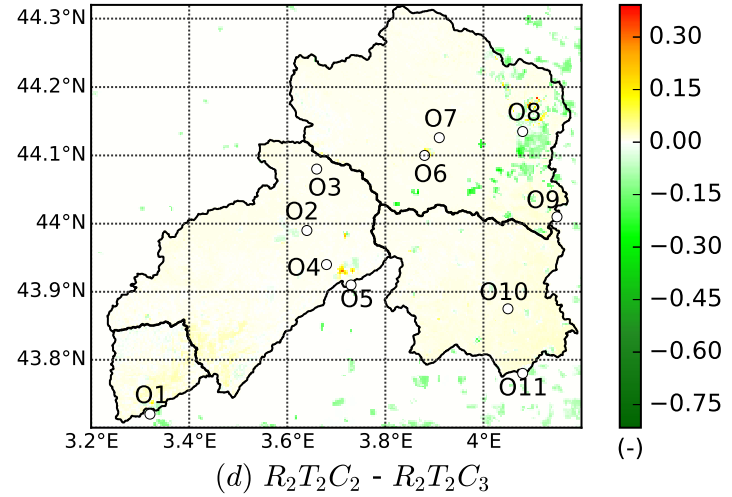 44.3°N
44.2°N
44.1°N
44°N
43.9°N
43.8°N
3.2°E 3.4°E 3.6°E 3.8°E 4°E
O7
O8
O6
O3
O9
O2
O4
O5
O10
O11
O1
0.30
0.15
0.00
−0.15
−0.30
−0.45
−0.60
−0.75
(-)
(d) R₂T₂C₂ - R₂T₂C₃